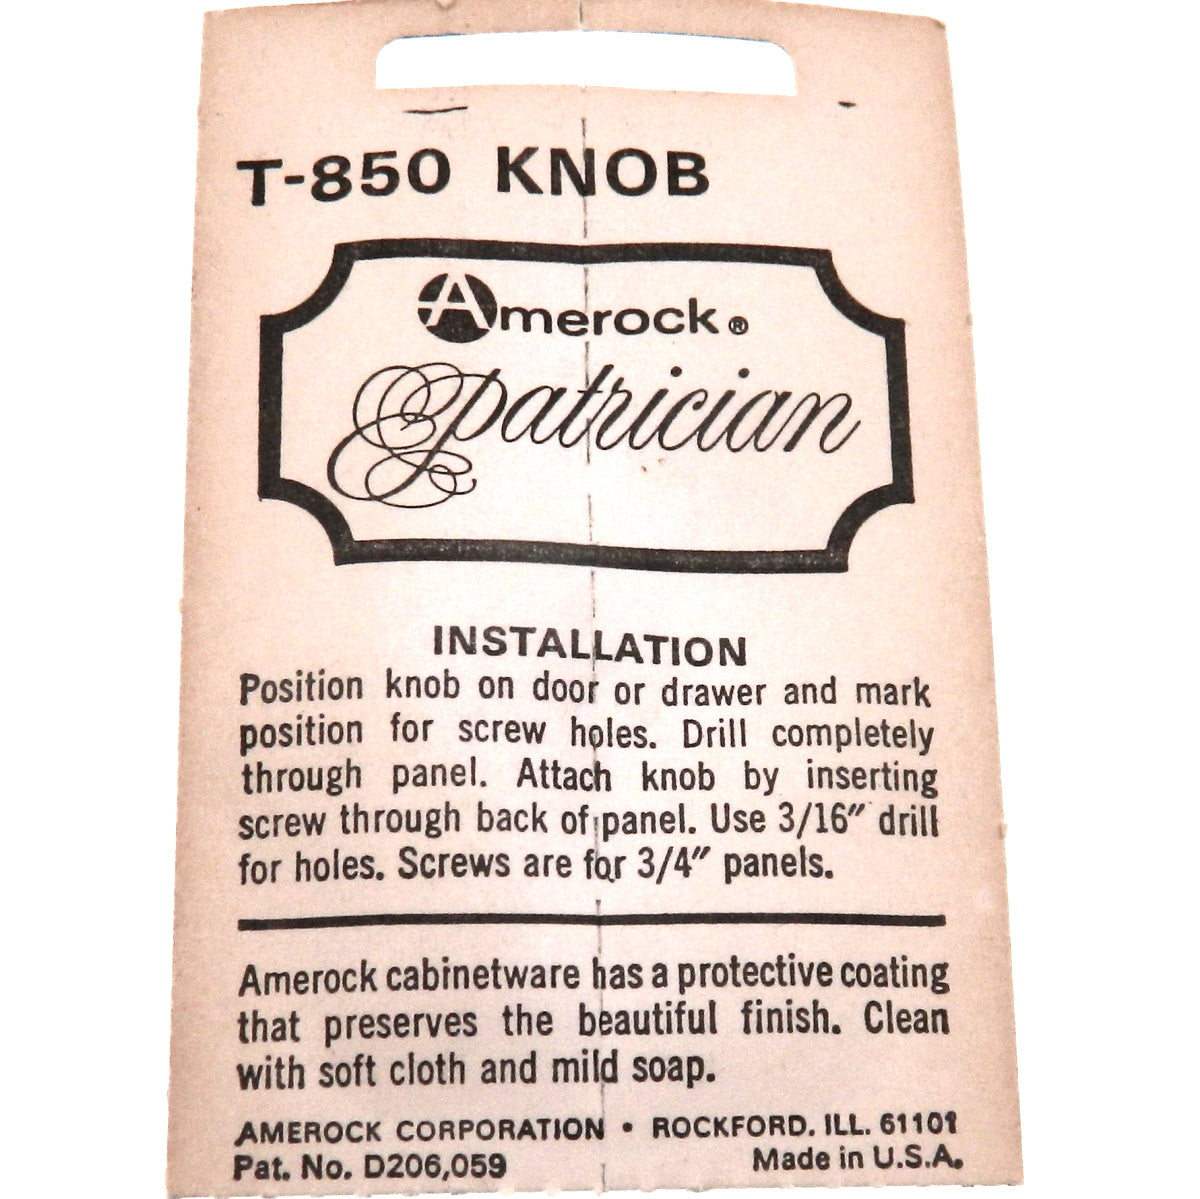 T-850 KNOB
Amerock®
Patrician
INSTALLATION
Position knob on door or drawer and mark
position for screw holes. Drill completely
through panel. Attach knob by inserting
screw through back of panel. Use 3/16" drill
for holes. Screws are for 3/4" panels.
Amerock cabinetware has a protective coating
that preserves the beautiful finish. Clean
with soft cloth and mild soap.
AMEROCK CORPORATION • ROCKFORD. ILL. 61101
Pat. No. D206,059 Made in U.S.A.